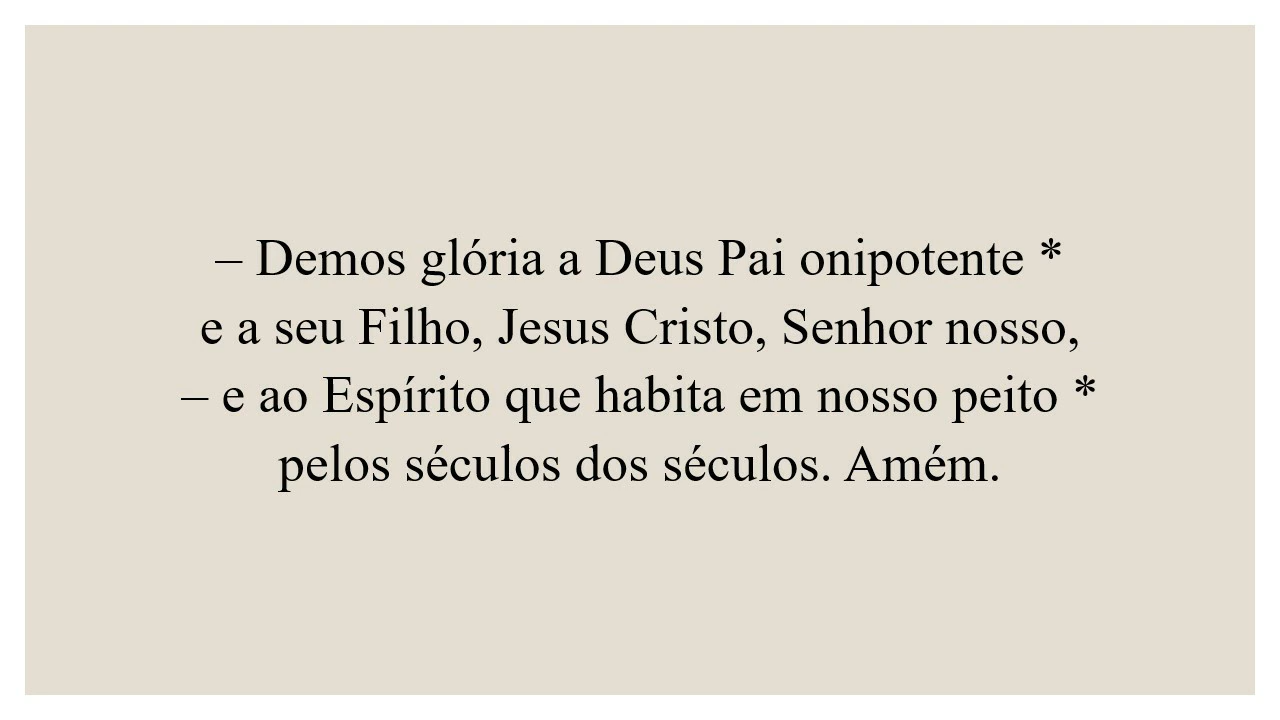 – Demos glória a Deus Pai onipotente *
e a seu Filho, Jesus Cristo, Senhor nosso,
– e ao Espírito que habita em nosso peito *
pelos séculos dos séculos. Amém.